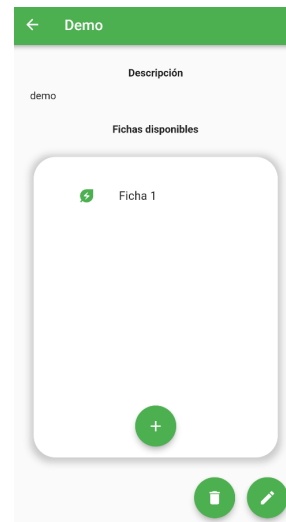 Demo
Descripción
demo
Fichas disponibles
Ficha 1